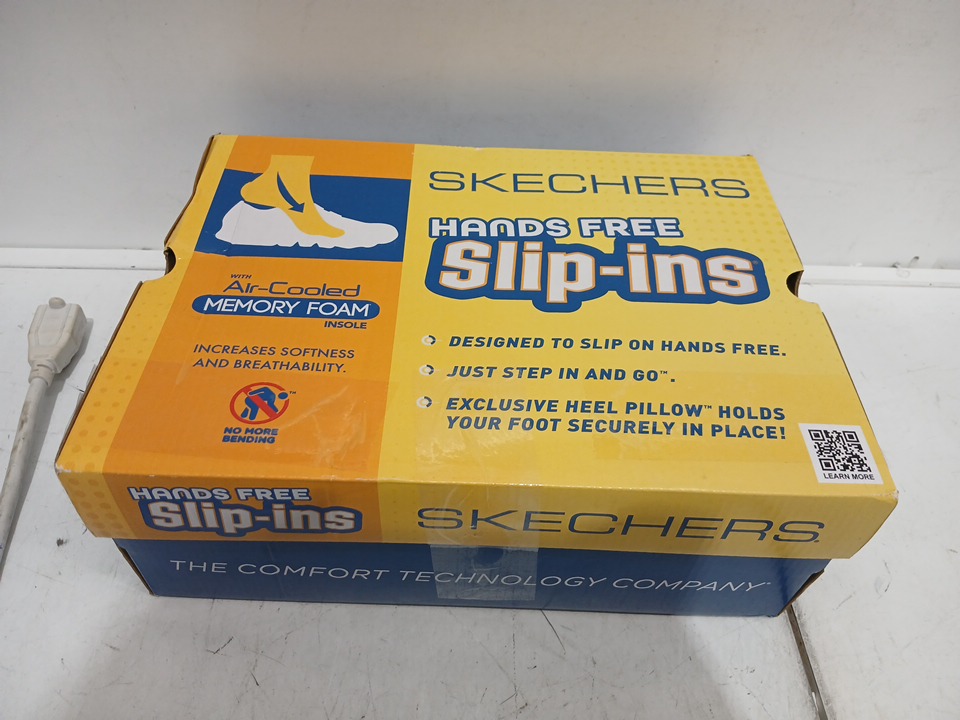 SKECHERS
HANDS FREE
Slip-ins
WITH
Air-Cooled
MEMORY FOAM
INSOLE
INCREASES SOFTNESS
AND BREATHABILITY.
NO MORE
BENDING
™
DESIGNED TO SLIP ON HANDS FREE.
JUST STEP IN AND GO™.
EXCLUSIVE HEEL PILLOW™ HOLDS
YOUR FOOT SECURELY IN PLACE!
LEARN MORE
HANDS FREE
Slip-ins
SKECHERS.
THE COMFORT TECHNOLOGY COMPANY™